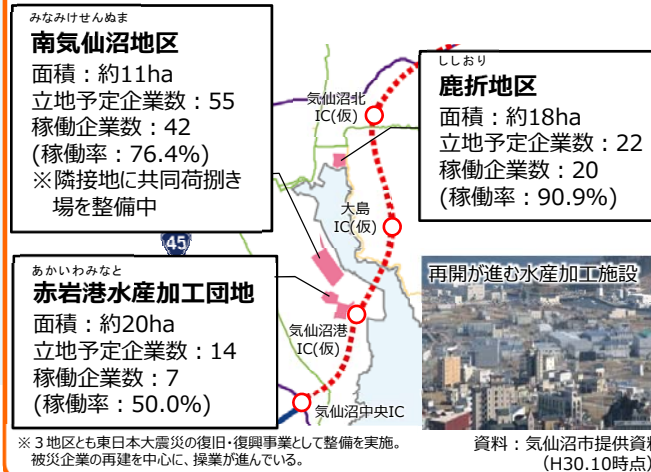 みなみけせんぬま
南気仙沼地区
面積：約11ha
立地予定企業数：55
稼働企業数：42
(稼働率：76.4%)
※隣接地に共同荷捌き
場を整備中
ししおり
鹿折地区
面積：約18ha
立地予定企業数：22
稼働企業数：20
(稼働率：90.9%)
気仙沼北
IC(仮)
大島
IC(仮)
45
あかいわみなと
赤岩港水産加工団地
面積：約20ha
立地予定企業数：14
稼働企業数：7
(稼働率：50.0%)
気仙沼港
IC(仮)
気仙沼中央IC
再開が進む水産加工施設
※３地区とも東日本大震災の復旧・復興事業として整備を実施。
被災企業の再建を中心に、操業が進んでいる。
資料：気仙沼市提供資料
(H30.10時点)